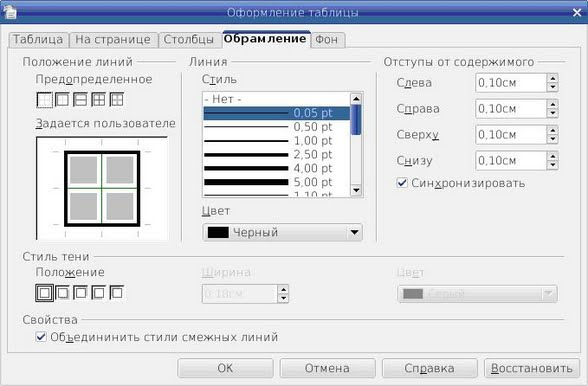 Оформление таблицы
Таблица На странице Столбцы Обрамление Фон
Положение линий
Предопределенное
Задается пользователем
Линия
Стиль
- Нет -
0,05 pt
0,50 pt
1,00 pt
2,50 pt
4,00 pt
5,00 pt
1,10 pt
Цвет
Черный
Отступы от содержимого
Слева 0,10см
Справа 0,10см
Сверху 0,10см
Снизу 0,10см
Синхронизировать
Стиль тени
Положение
Ширина
0,18см
Цвет
Серый
Свойства
Объедининить стили смежных линий
OK Отмена Справка Восстановить